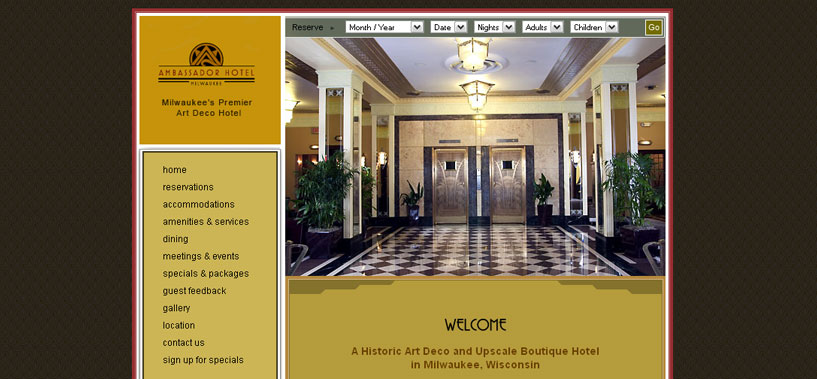 AMBASSADOR HOTEL
MILWAUKEE
Milwaukee's Premier
Art Deco Hotel
Reserve Month / Year Date Nights Adults Children Go
home
reservations
accommodations
amenities & services
dining
meetings & events
specials & packages
guest feedback
gallery
location
contact us
sign up for specials
WELCOME
A Historic Art Deco and Upscale Boutique Hotel
in Milwaukee, Wisconsin